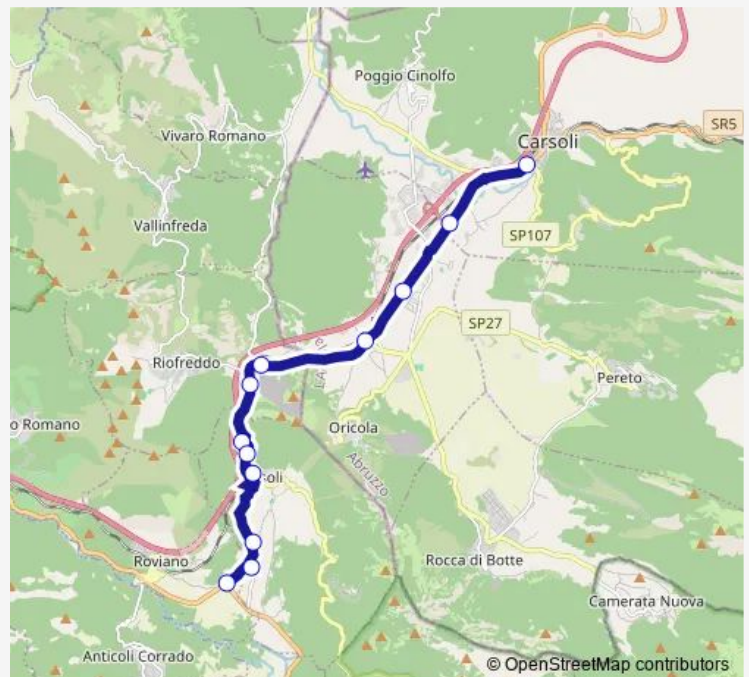 Poggio Cinolfo
SR5
Vivaro Romano
Carsoli
Vallinfreda
SP107
SP27
Riofreddo
Pereto
o Romano
Oricola
Abruzzo
soli
Roviano
Rocca di Botte
Camerata Nuova
Anticoli Corrado
© OpenStreetMap contributors